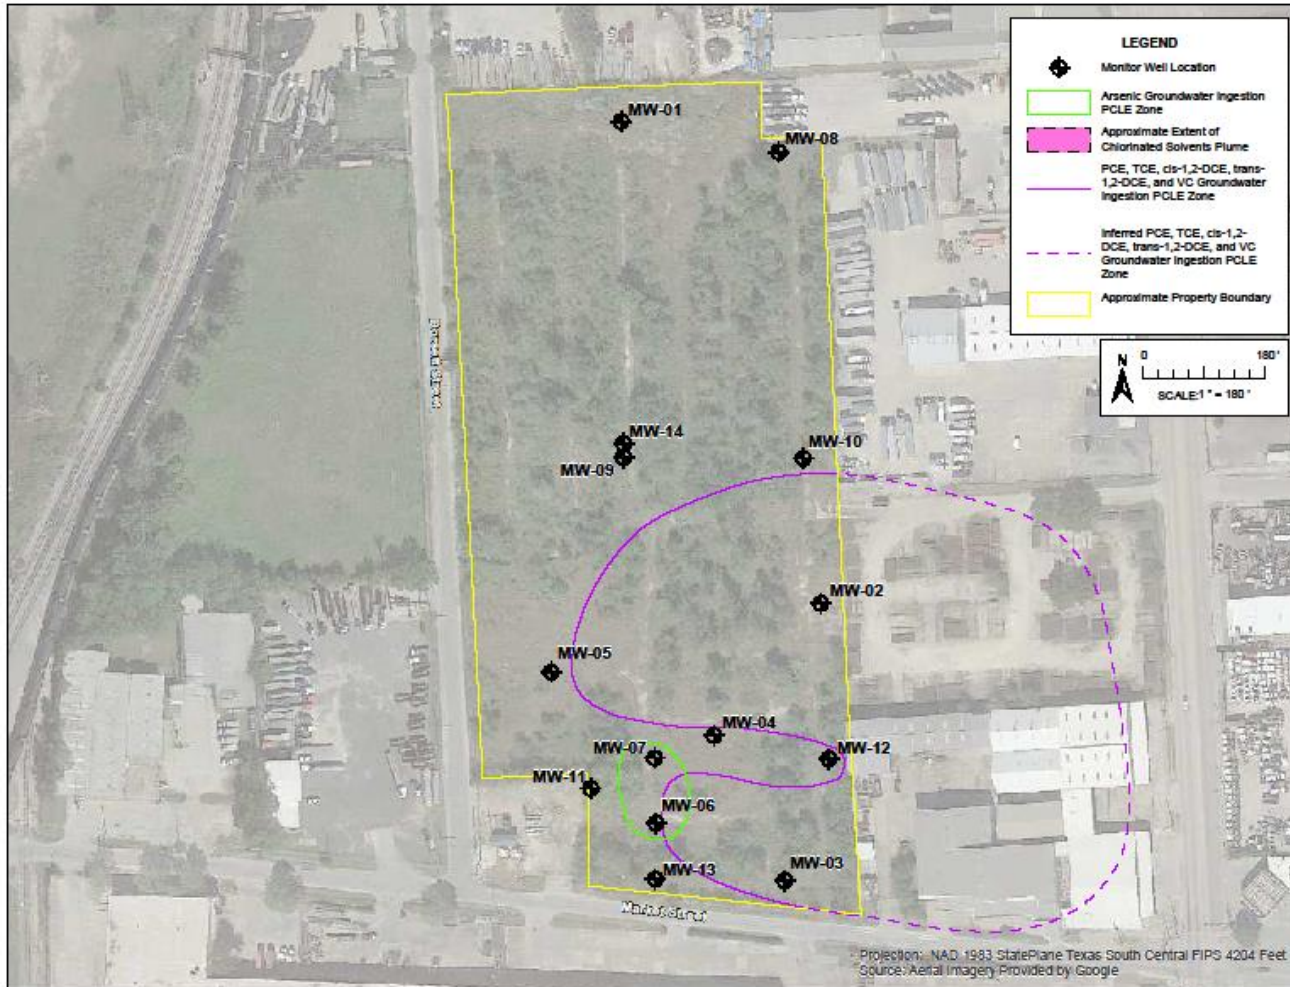 LEGEND
Monitor Well Location
Arsenic Groundwater Ingestion
PCLE Zone
Approximate Extent of
Chlorinated Solvents Plume
PCE, TCE, cis-1,2-DCE, trans-
1,2-DCE, and VC Groundwater
Ingestion PCLE Zone
Inferred PCE, TCE, cis-1,2-
DCE, trans-1,2-DCE, and VC
Groundwater Ingestion PCLE
Zone
Approximate Property Boundary
N
0 180'
SCALE:1 " = 180 '
MW-01
MW-08
MW-14
MW-09
MW-10
MW-02
MW-05
MW-04
MW-07
MW-12
MW-11
MW-06
MW-13
MW-03
Market Street
Projection: NAD 1983 StatePlane Texas South Central FIPS 4204 Feet
Source: Aerial Imagery Provided by Google